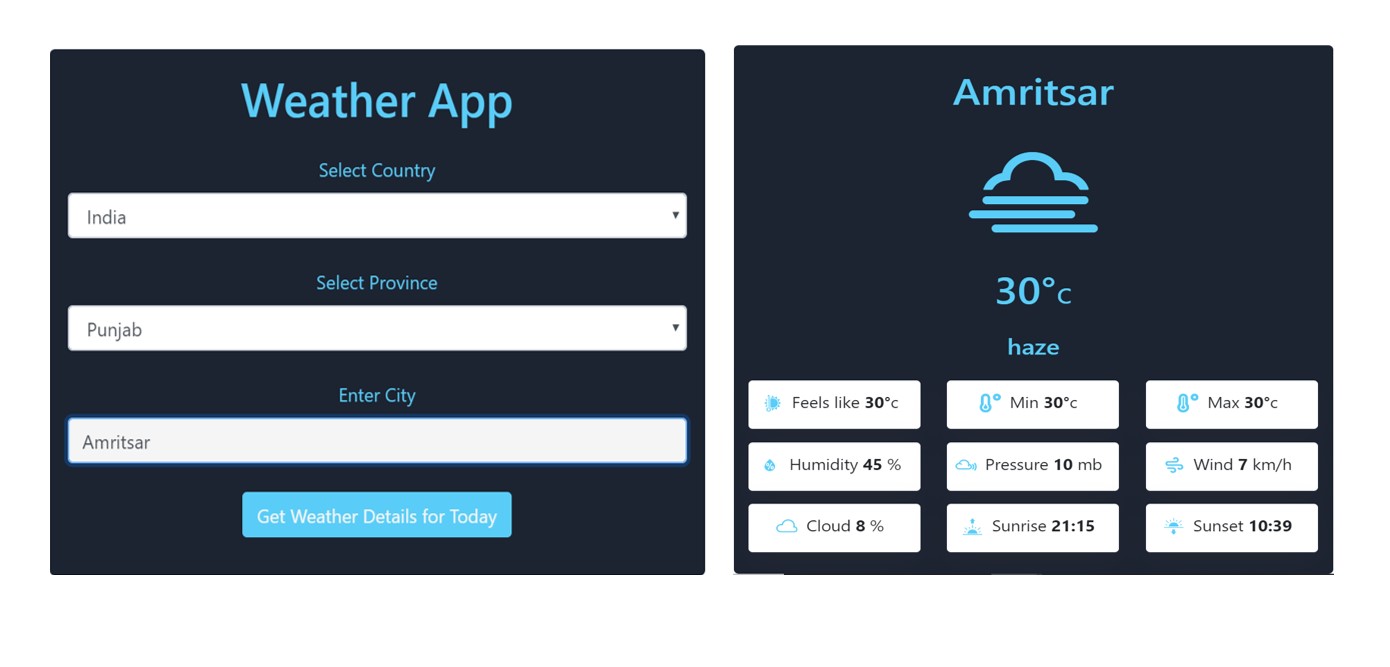 Weather App
Select Country
India
Select Province
Punjab
Enter City
Amritsar
Get Weather Details for Today
Amritsar
30°c
haze
Feels like 30°c
Min 30°c
Max 30°c
Humidity 45 %
Pressure 10 mb
Wind 7 km/h
Cloud 8 %
Sunrise 21:15
Sunset 10:39